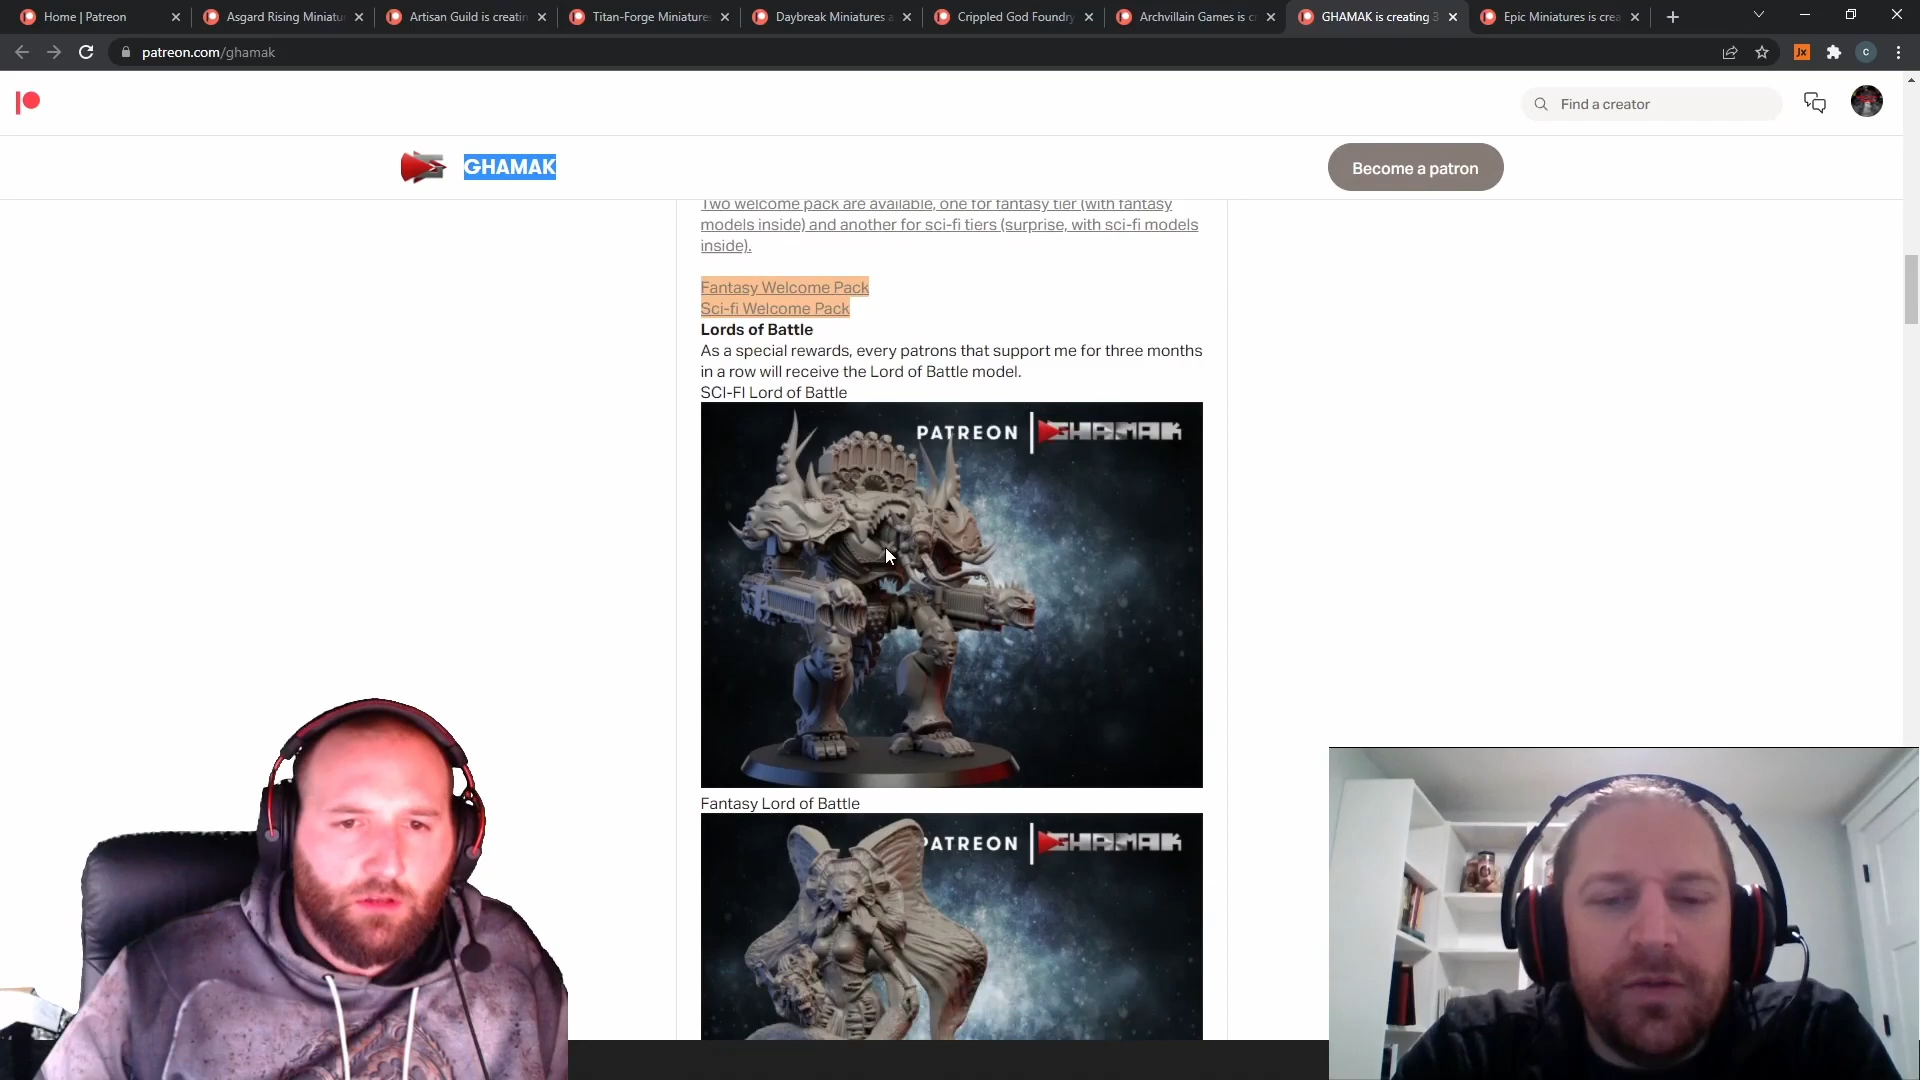 Home | Patreon
Asgard Rising Miniatur
Artisan Guild is creatin
Titan-Forge Miniature
Daybreak Miniatures a
Crippled God Foundry
Archvillain Games is c
GHAMAK is creating 3
Epic Miniatures is crea
patreon.com/ghamak
Jx
C
Find a creator
GHAMAK
Become a patron
Two welcome pack are available, one for fantasy tier (with fantasy
models inside) and another for sci-fi tiers (surprise, with sci-fi models
inside).
Fantasy Welcome Pack
Sci-fi Welcome Pack
Lords of Battle
As a special rewards, every patrons that support me for three months
in a row will receive the Lord of Battle model.
SCI-FI Lord of Battle
PATREON | GHAMAK
Fantasy Lord of Battle
PATREON | GHAMAK